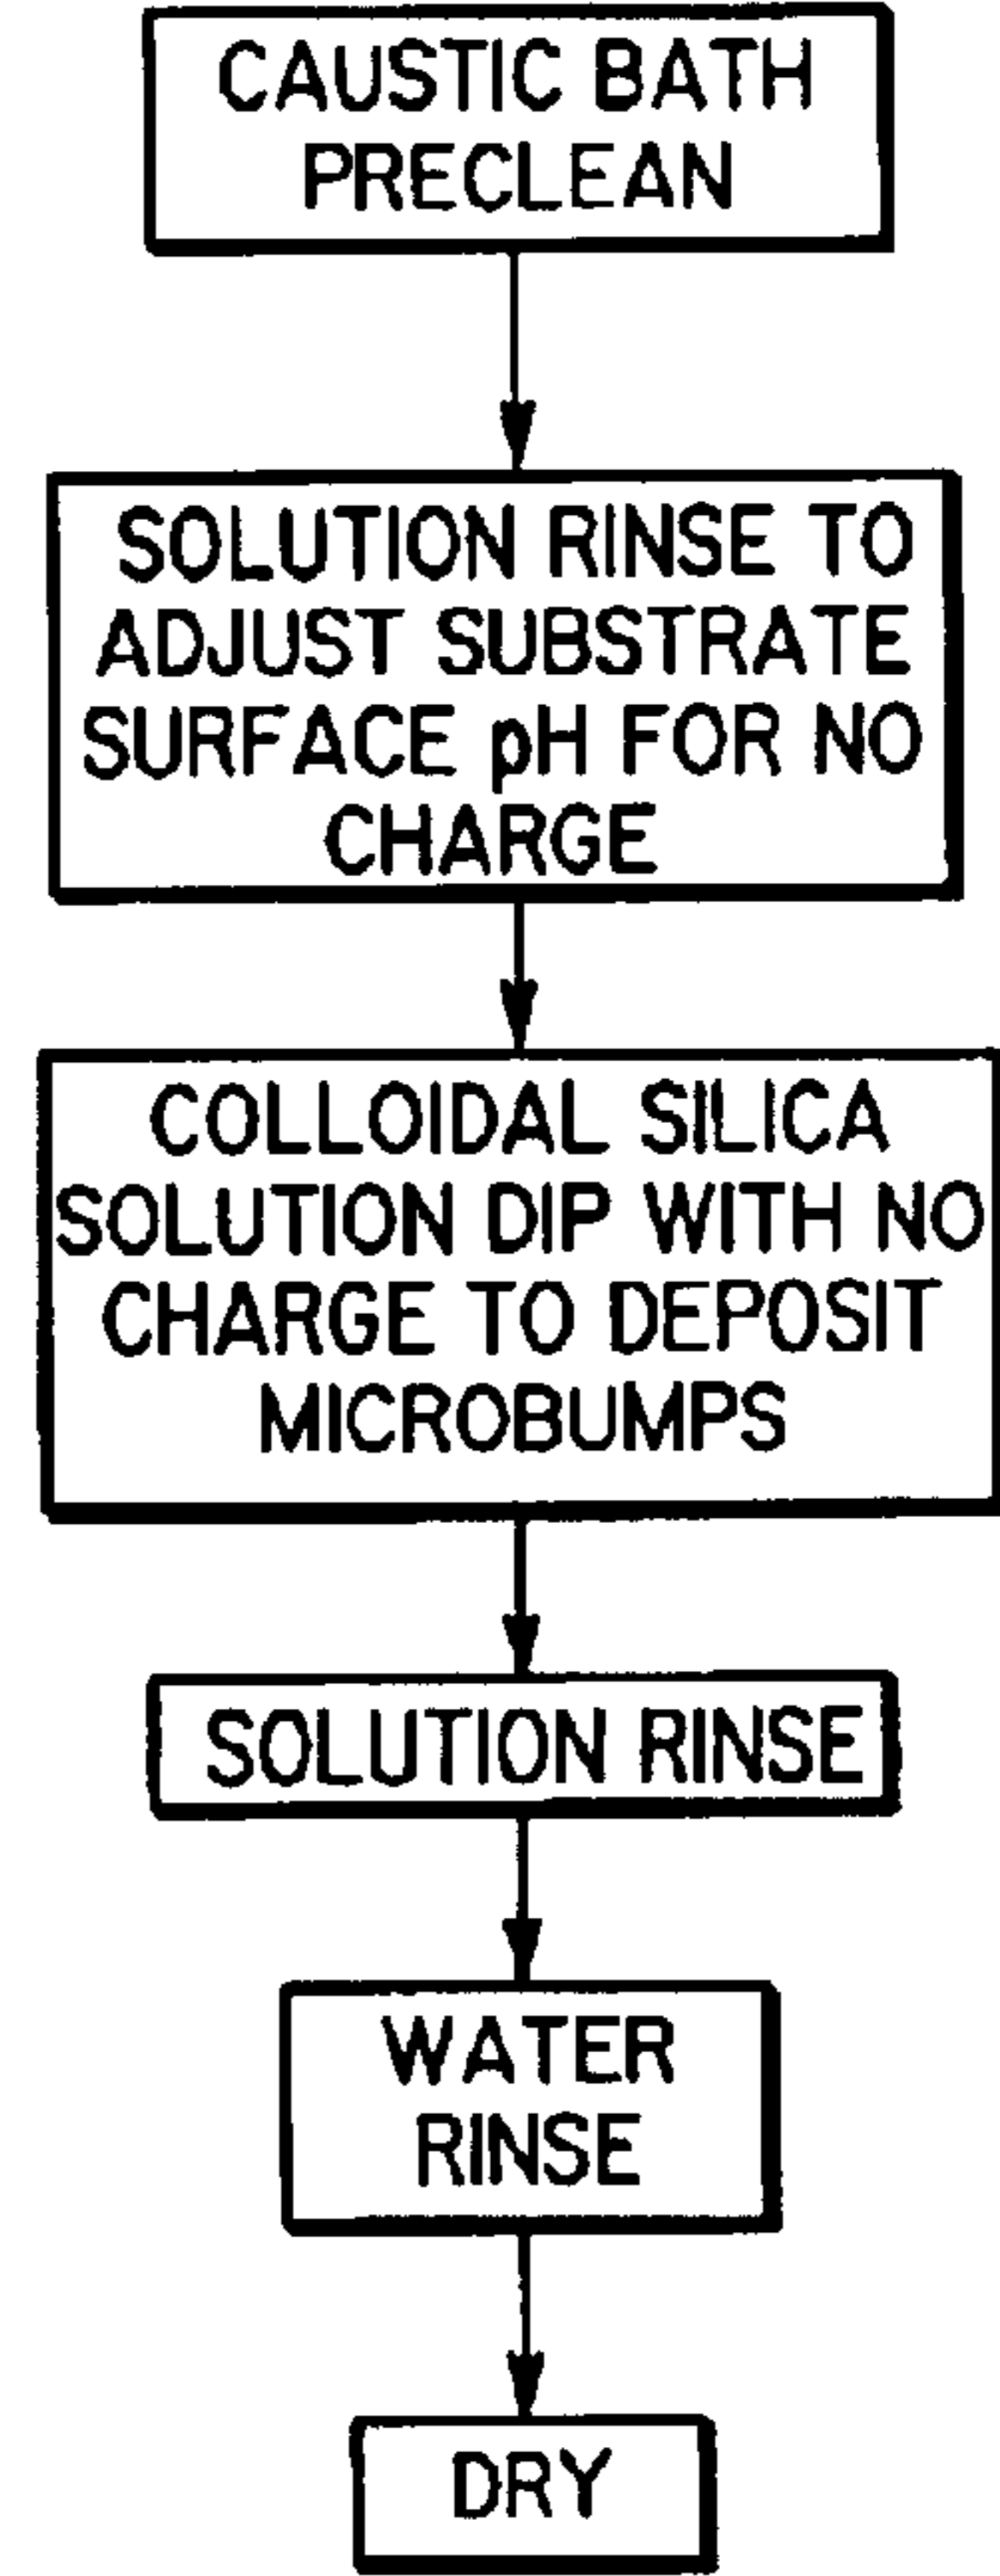 CAUSTIC BATH
PRECLEAN
SOLUTION RINSE TO
ADJUST SUBSTRATE
SURFACE pH FOR NO
CHARGE
COLLOIDAL SILICA
SOLUTION DIP WITH NO
CHARGE TO DEPOSIT
MICROBUMPS
SOLUTION RINSE
WATER
RINSE
DRY